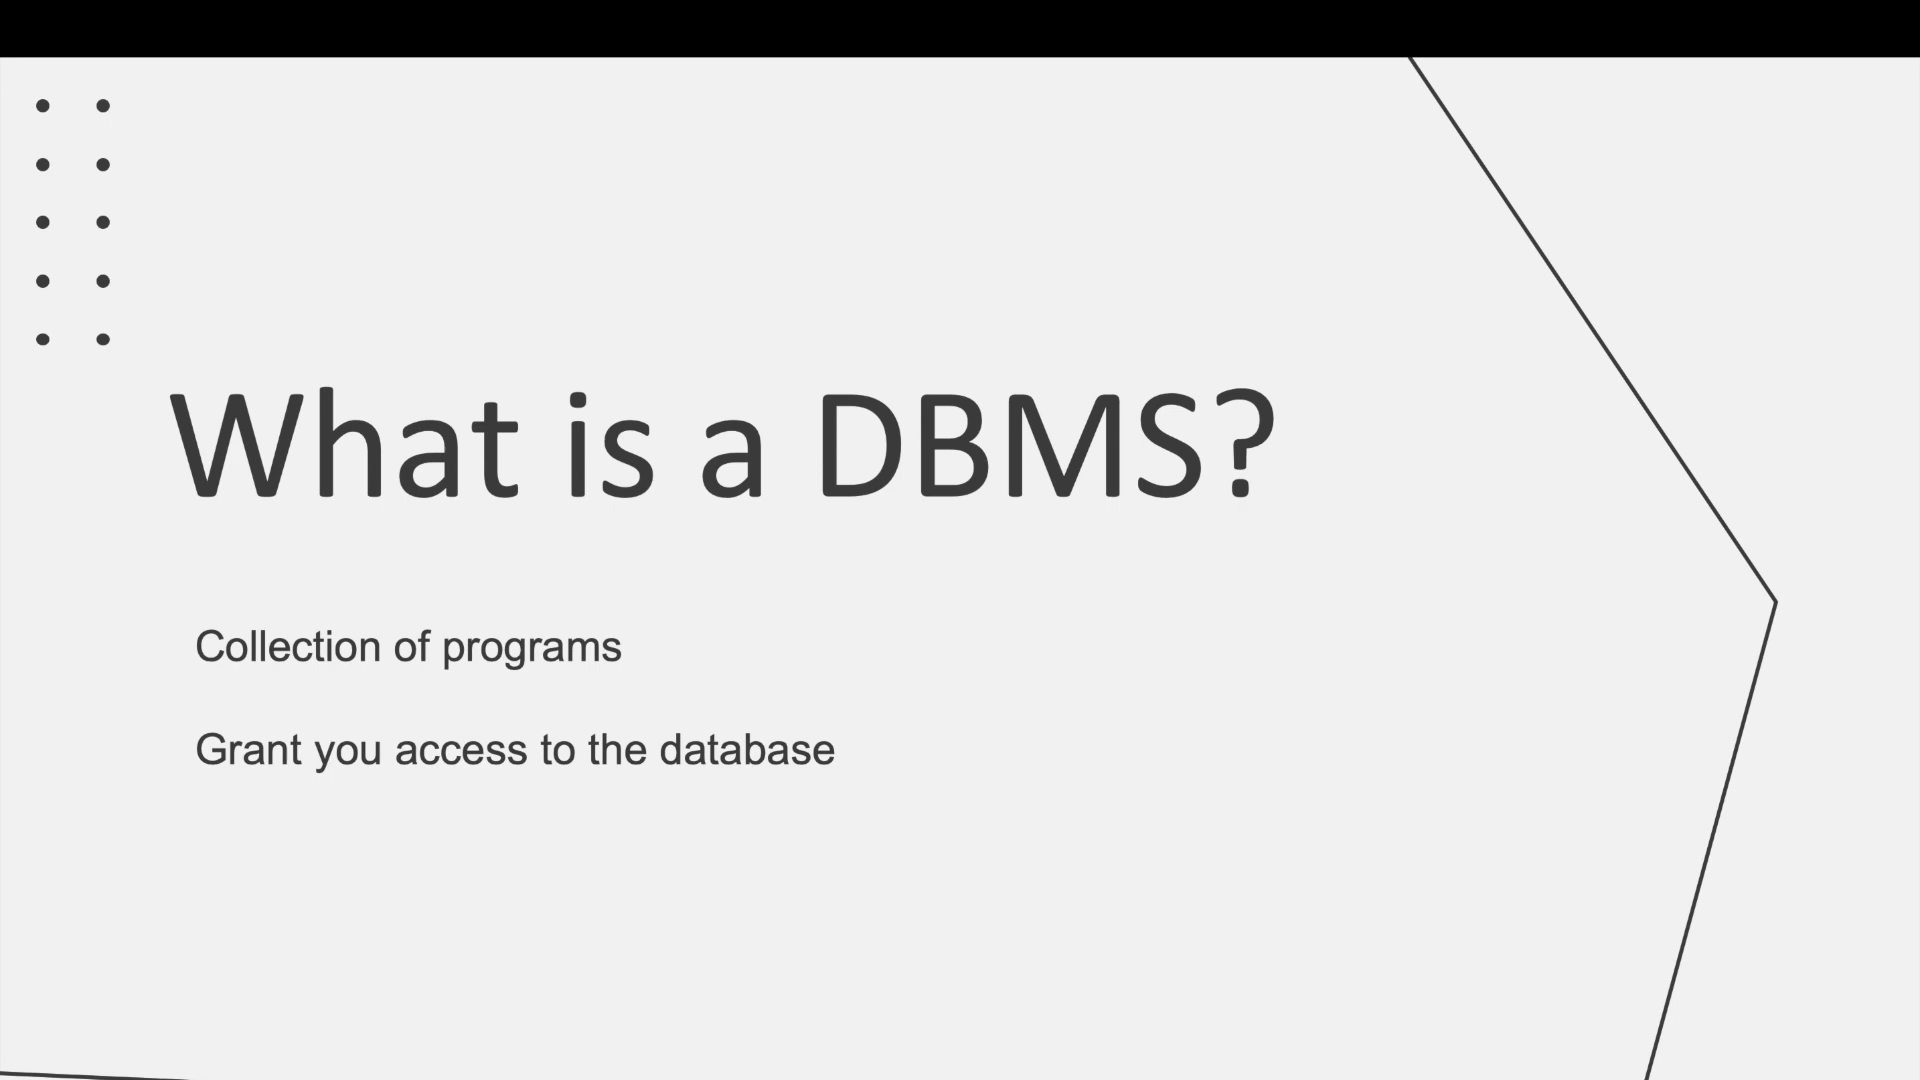 What is a DBMS?
Collection of programs
Grant you access to the database